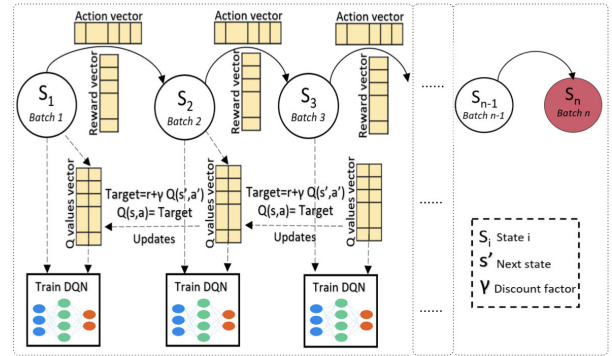 Action vector
Action vector
Action vector
Reward vector
Reward vector
Reward vector
S1
Batch 1
S2
Batch 2
S3
Batch 3
......
Sn-1
Batch n-1
Sn
Batch n
Q values vector
Target=r+γ Q(s',a')
Q(s,a)= Target
Updates
Q values vector
Target=r+γ Q(s',a')
Q(s,a)= Target
Updates
Q values vector
......
Train DQN
Train DQN
Train DQN
......
Si State i
s' Next state
γ Discount factor